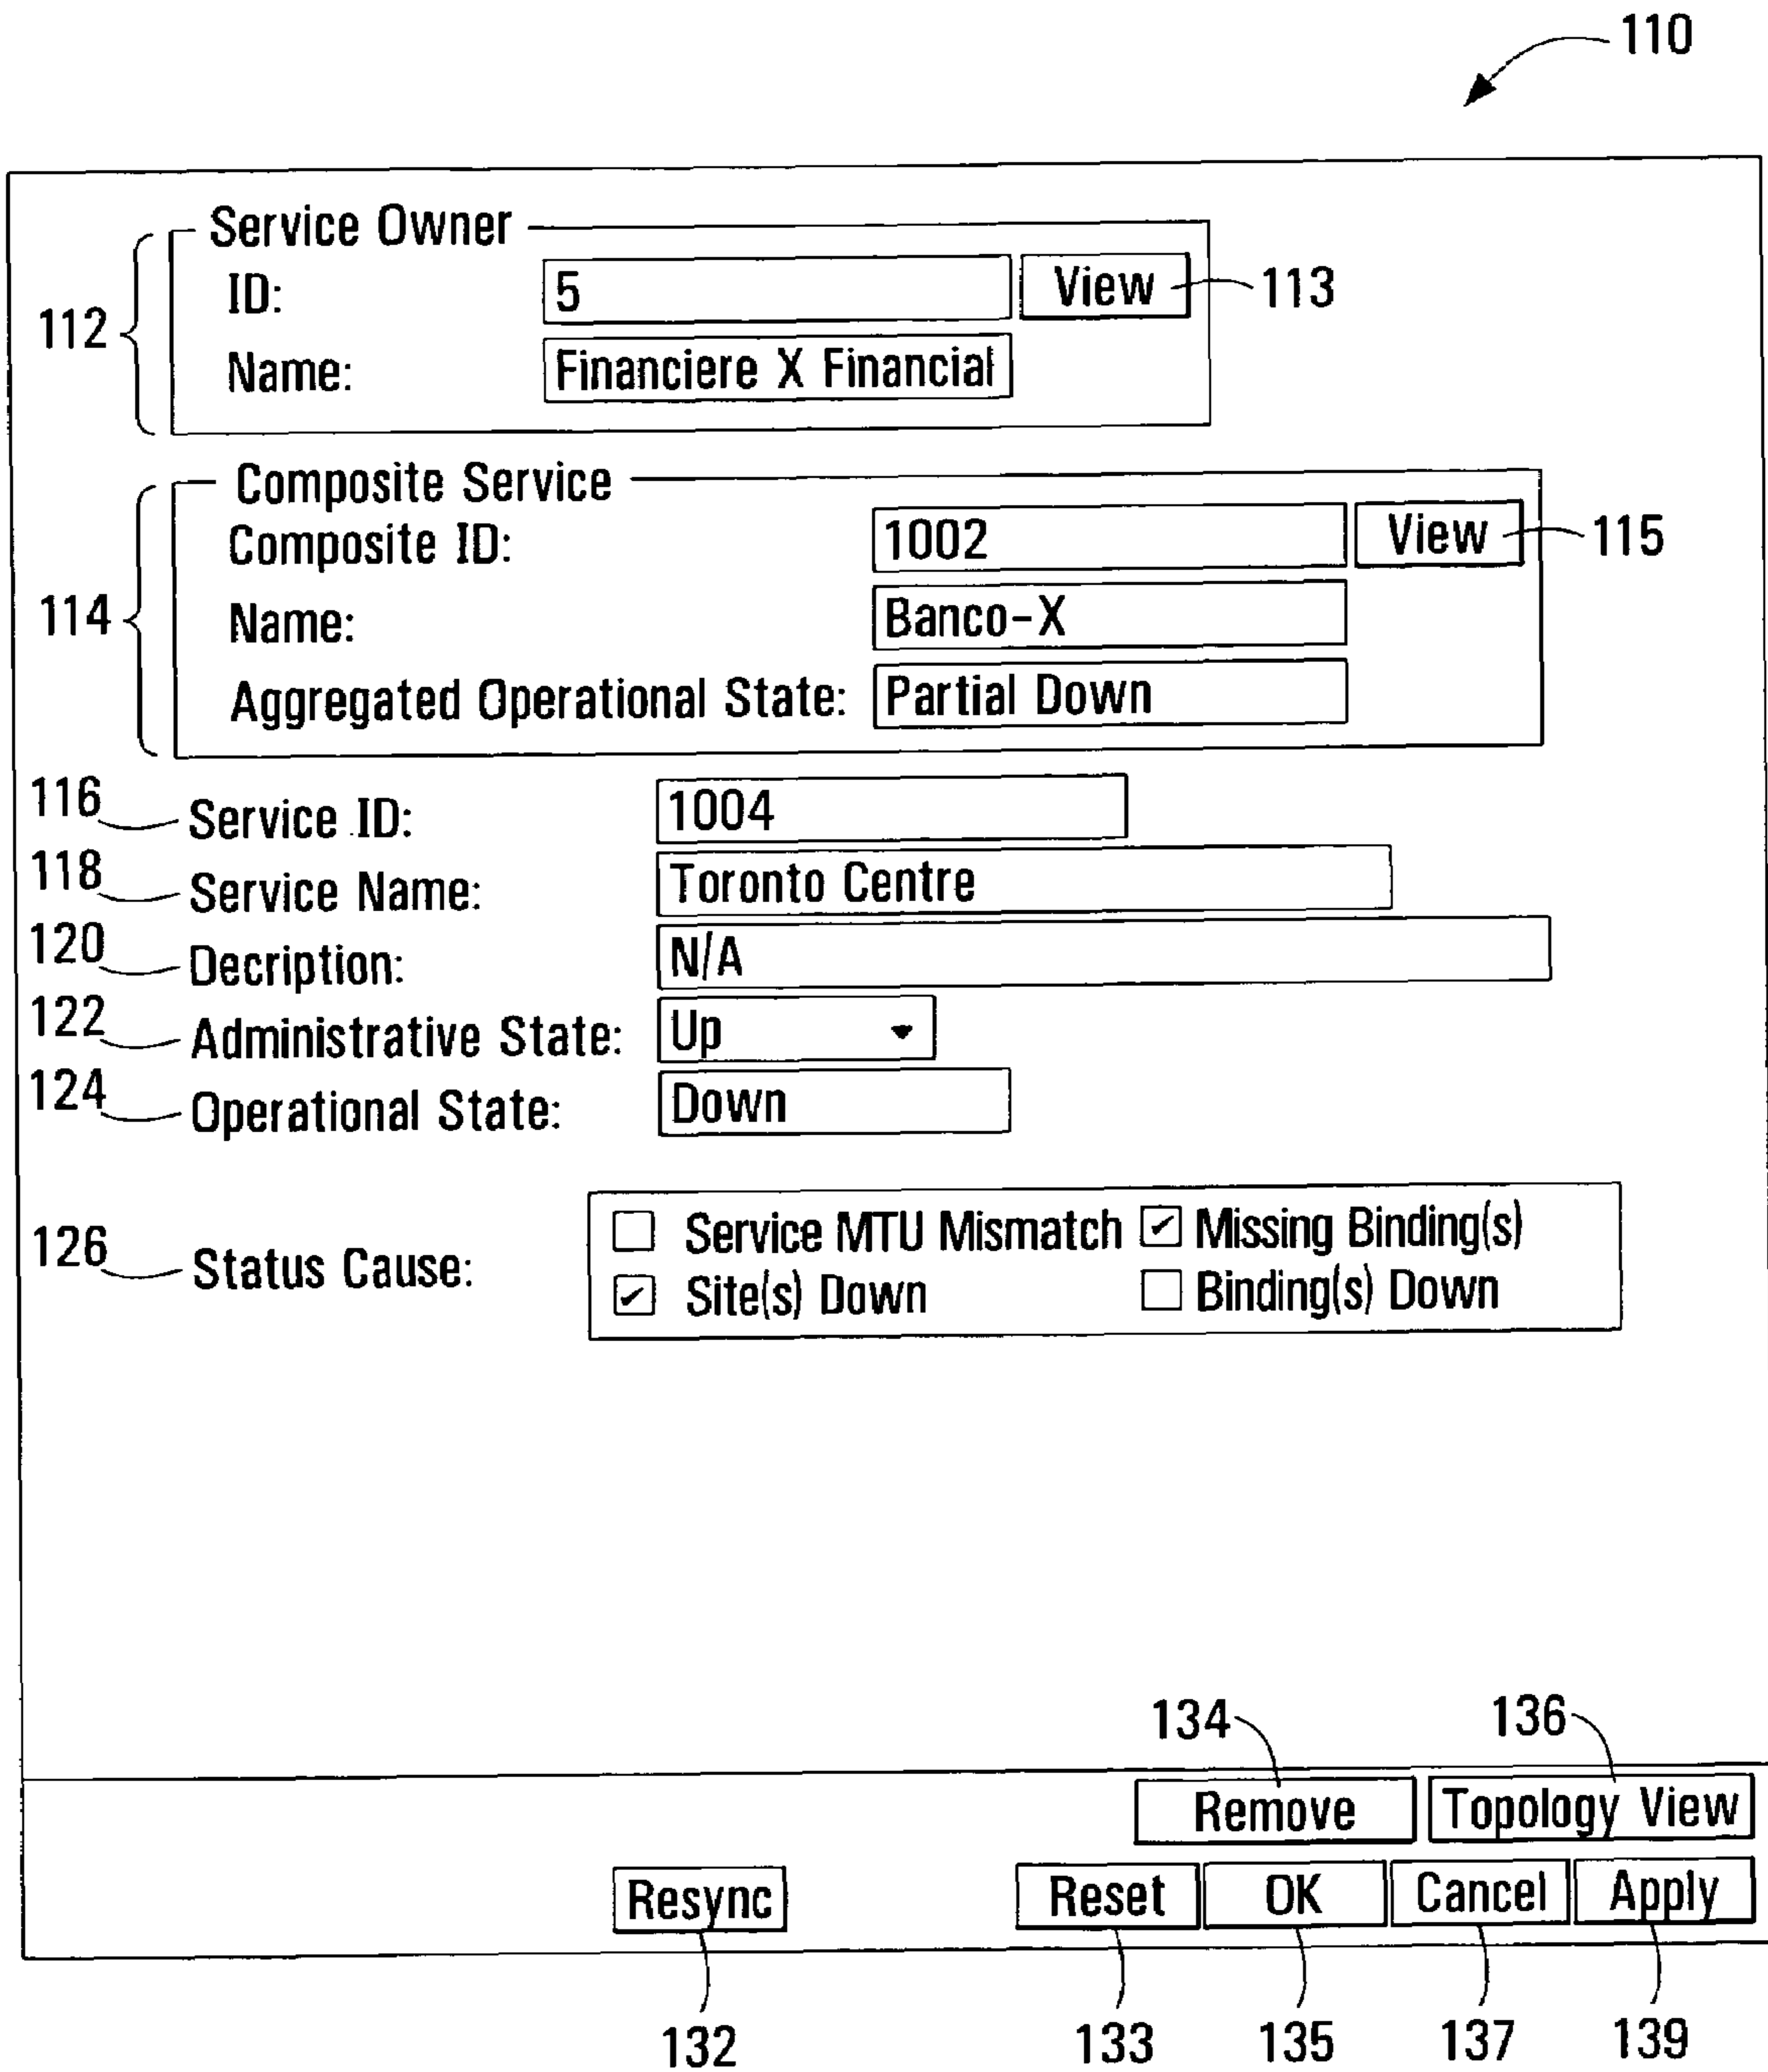 110
Service Owner
112
ID: 5 View 113
Name: Financiere X Financial
Composite Service
114
Composite ID: 1002 View 115
Name: Banco-X
Aggregated Operational State: Partial Down
116 Service ID: 1004
118 Service Name: Toronto Centre
120 Decription: N/A
122 Administrative State: Up
124 Operational State: Down
126 Status Cause:
Service MTU Mismatch Missing Binding(s)
Site(s) Down Binding(s) Down
134 136
Remove Topology View
Resync Reset OK Cancel Apply
132 133 135 137 139